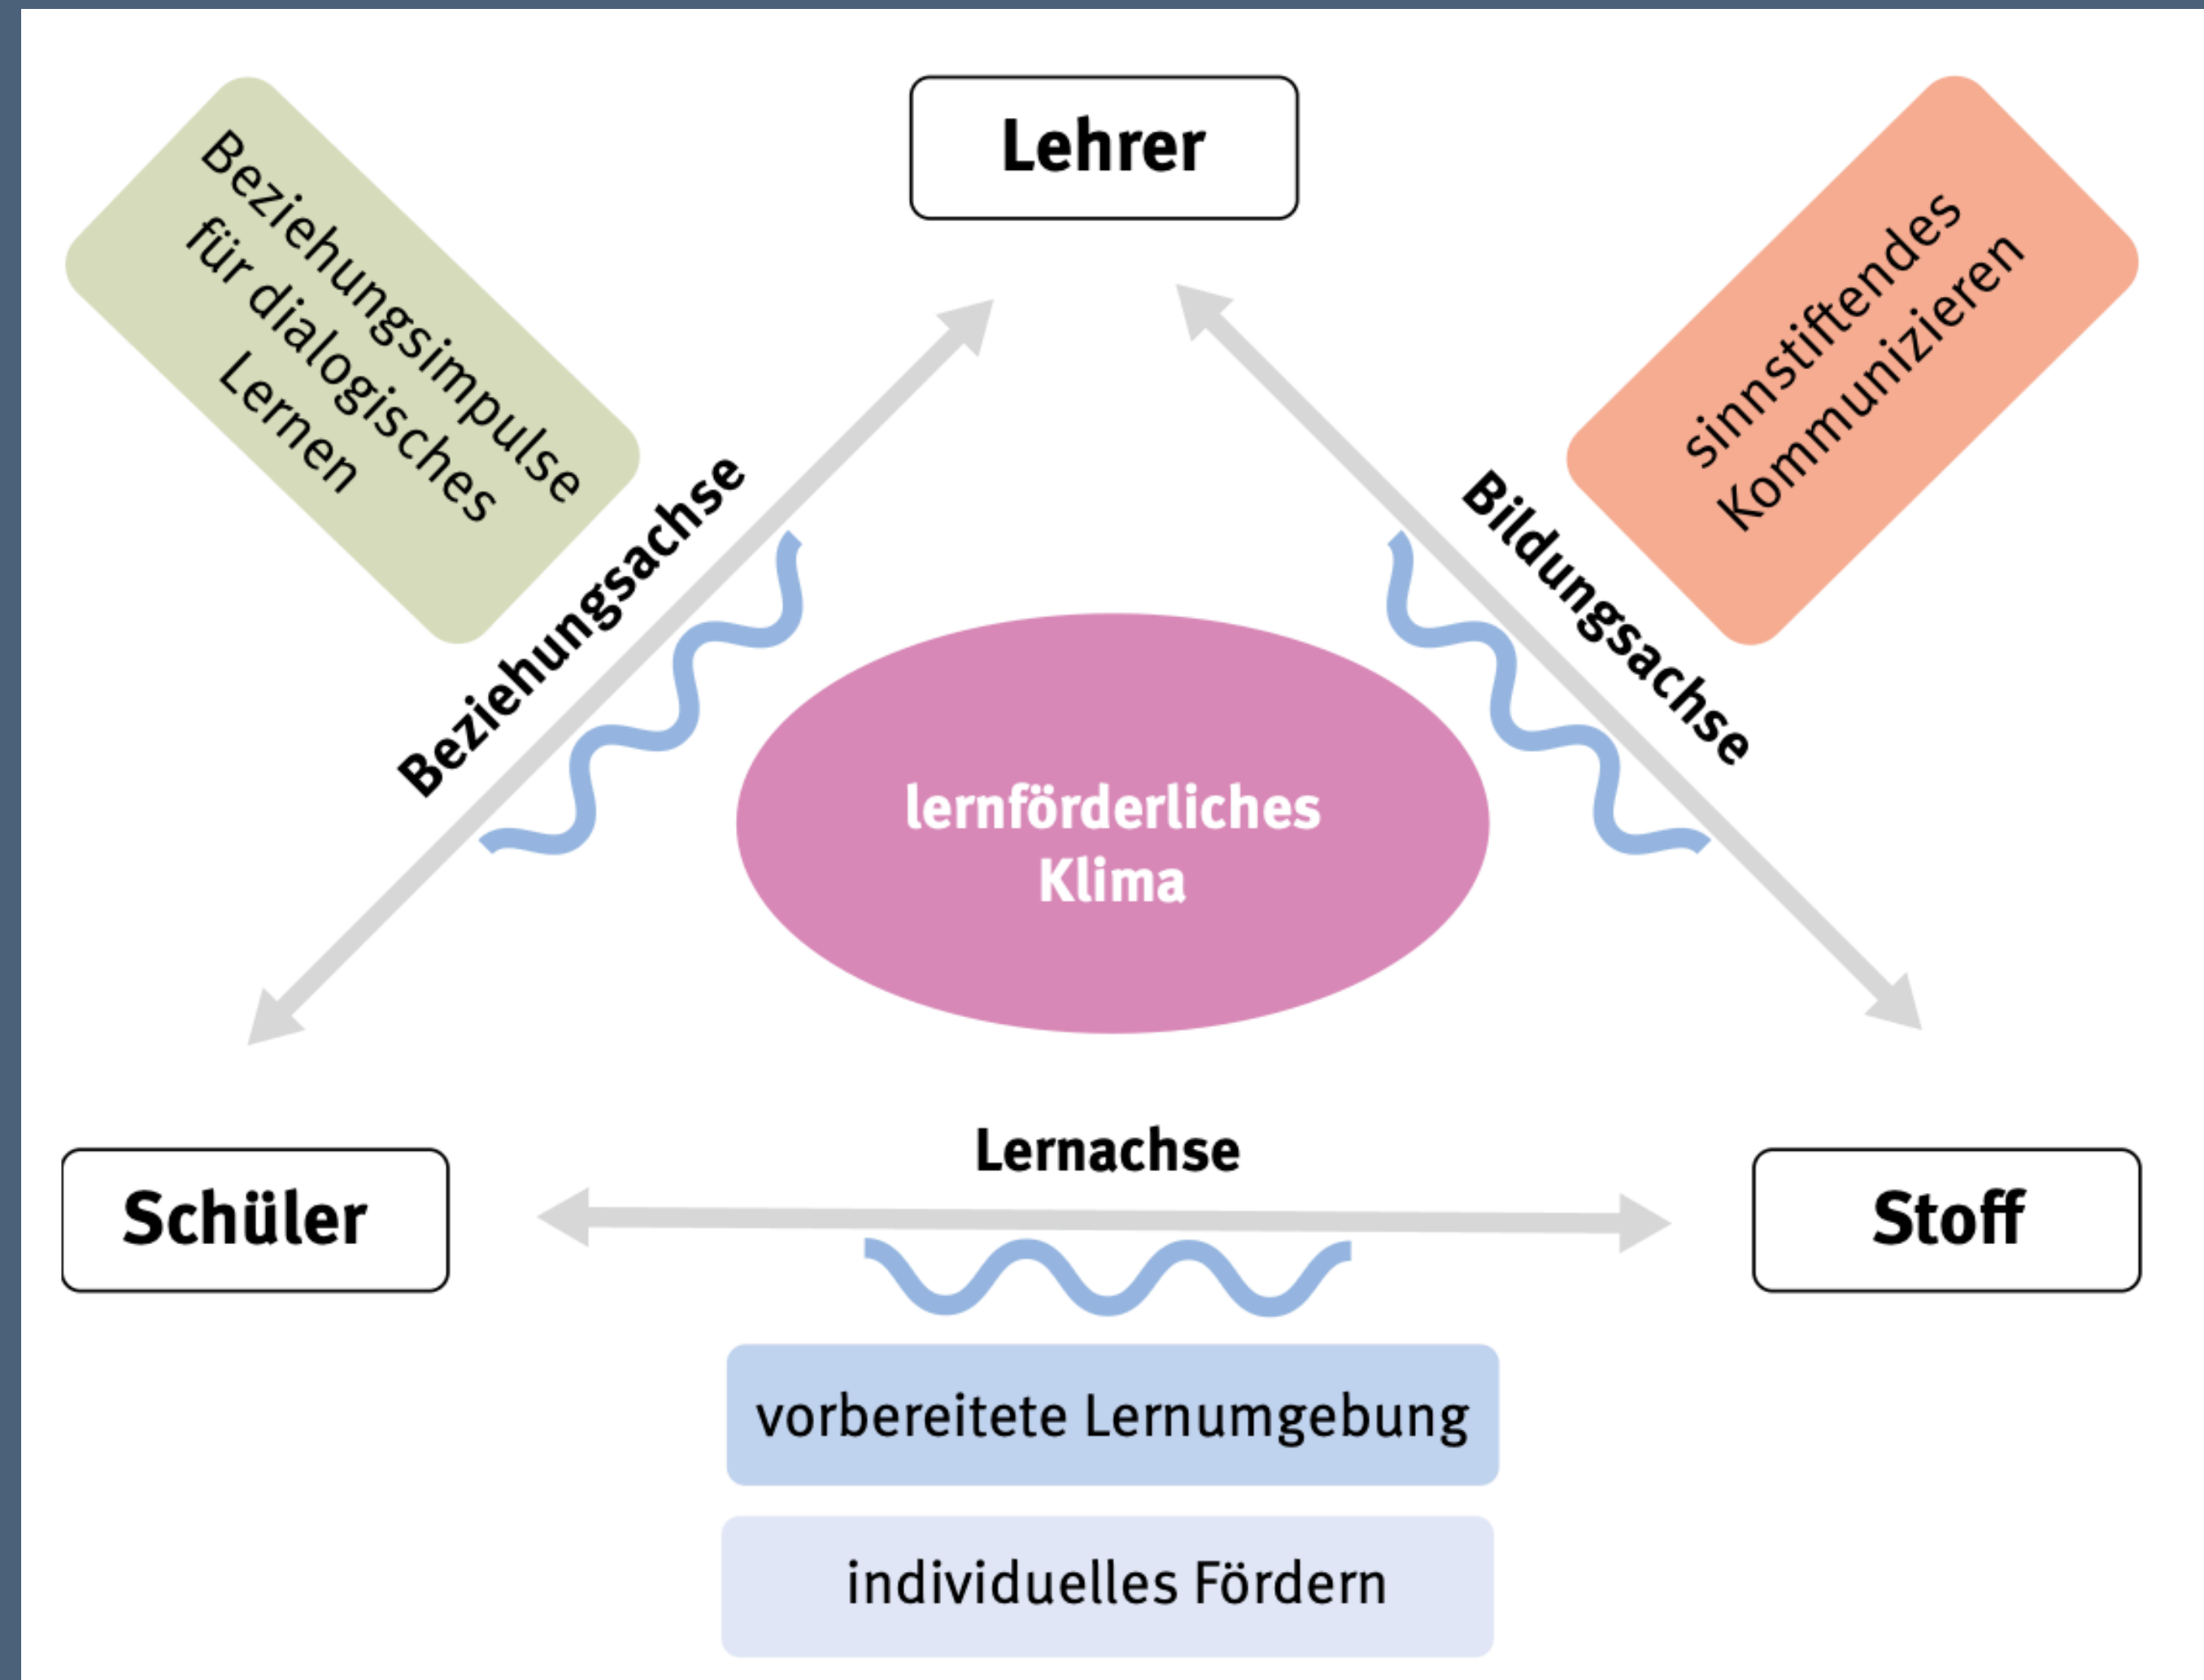 Lehrer
Beziehungsimpulse
für dialogisches
Lernen
sinnstiftendes
Kommunizieren
Beziehungsachse
Bildungsachse
lernförderliches
Klima
Lernachse
Schüler
Stoff
vorbereitete Lernumgebung
individuelles Fördern